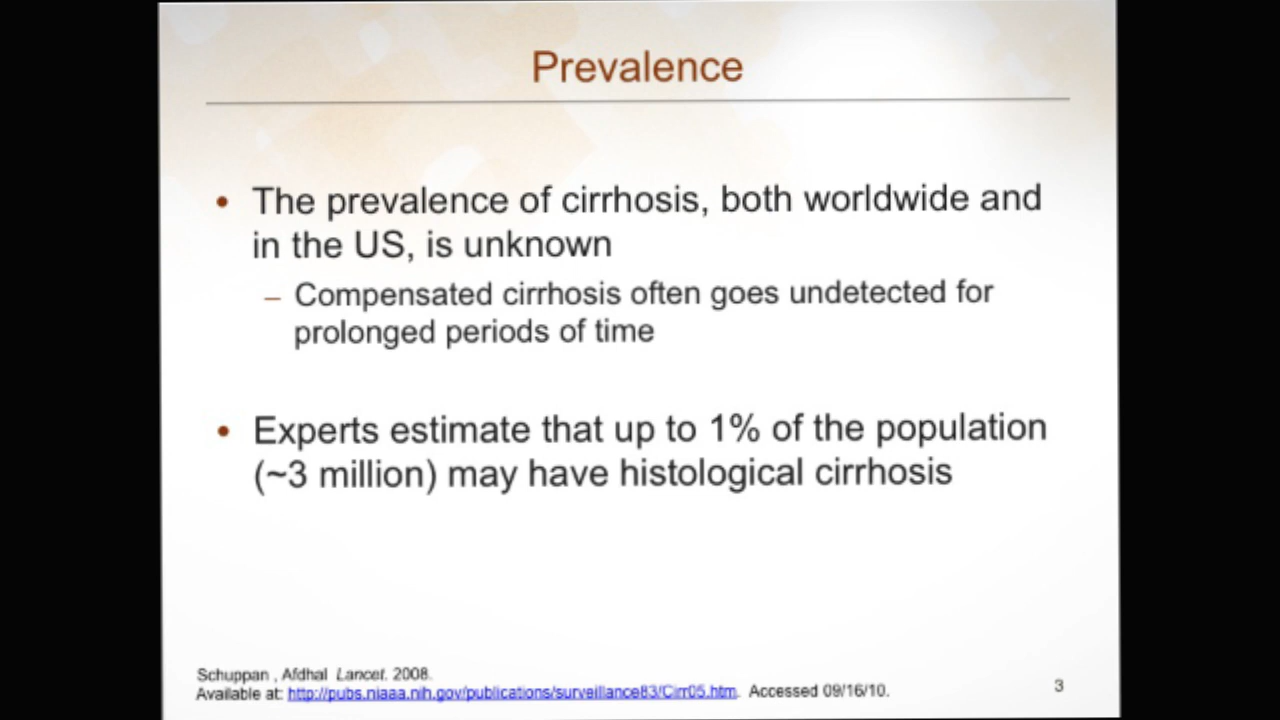 Prevalence
• The prevalence of cirrhosis, both worldwide and
in the US, is unknown
– Compensated cirrhosis often goes undetected for
prolonged periods of time
• Experts estimate that up to 1% of the population
(~3 million) may have histological cirrhosis
Schuppan , Afdhal Lancet. 2008.
Available at: http://pubs.niaaa.nih.gov/publications/surveillance83/Cirr05.htm. Accessed 09/16/10.
3